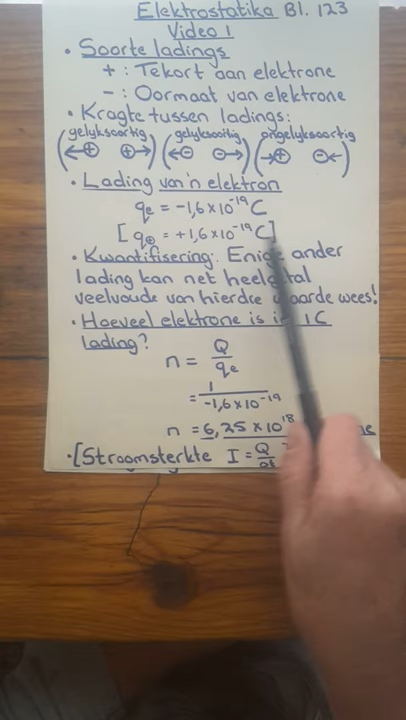 Elektrostatika Bl. 123
Video 1
• Soorte ladings
+ : Tekort aan elektrone
- : Oormaat van elektrone
• Kragte tussen ladings:
gelyksoortig gelyksoortig ongelyksoortig
(←⊕ ⊕→) (←⊖ ⊖→) (→⊕ ⊖←)
• Lading van 'n elektron
qe = -1,6 x 10⁻¹⁹ C
[q⊕ = +1,6 x 10⁻¹⁹ C]
• Kwantifisering: Enige ander
lading kan net heelgetal
veelvoude van hierdie waarde wees!
• Hoeveel elektrone is in 1 C
lading?
n = Q/qe
= 1/-1,6 x 10⁻¹⁹
n = 6,25 x 10¹⁸
• [Stroomsterkte I = Q/Δt